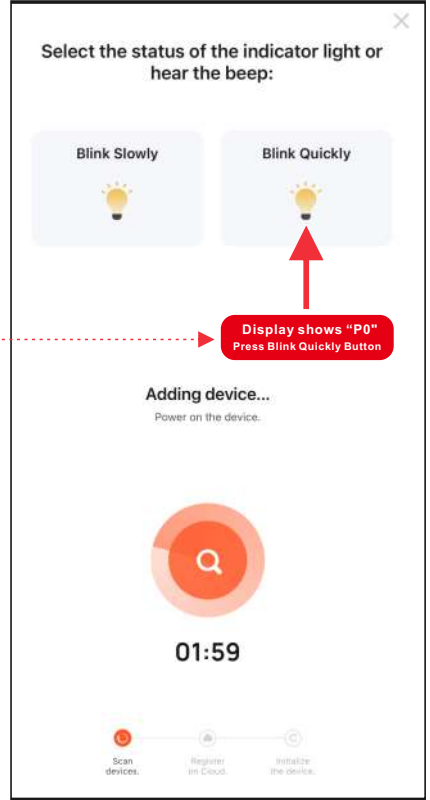 Select the status of the indicator light or
hear the beep:
Blink Slowly
Blink Quickly
Display shows “P0"
Press Blink Quickly Button
Adding device...
Power on the device.
01:59
Scan
devices.
Register
on Cloud.
Initialize
the device.